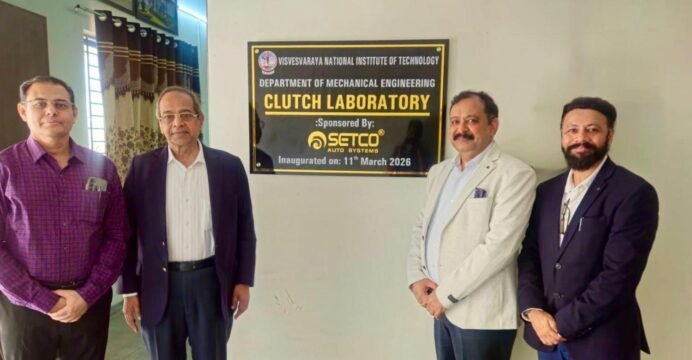 VISVESVARAYA NATIONAL INSTITUTE OF TECHNOLOGY
DEPARTMENT OF MECHANICAL ENGINEERING
CLUTCH LABORATORY
:Sponsored By:
SETCO®
AUTO SYSTEMS
Inaugurated on: 11th March 2026